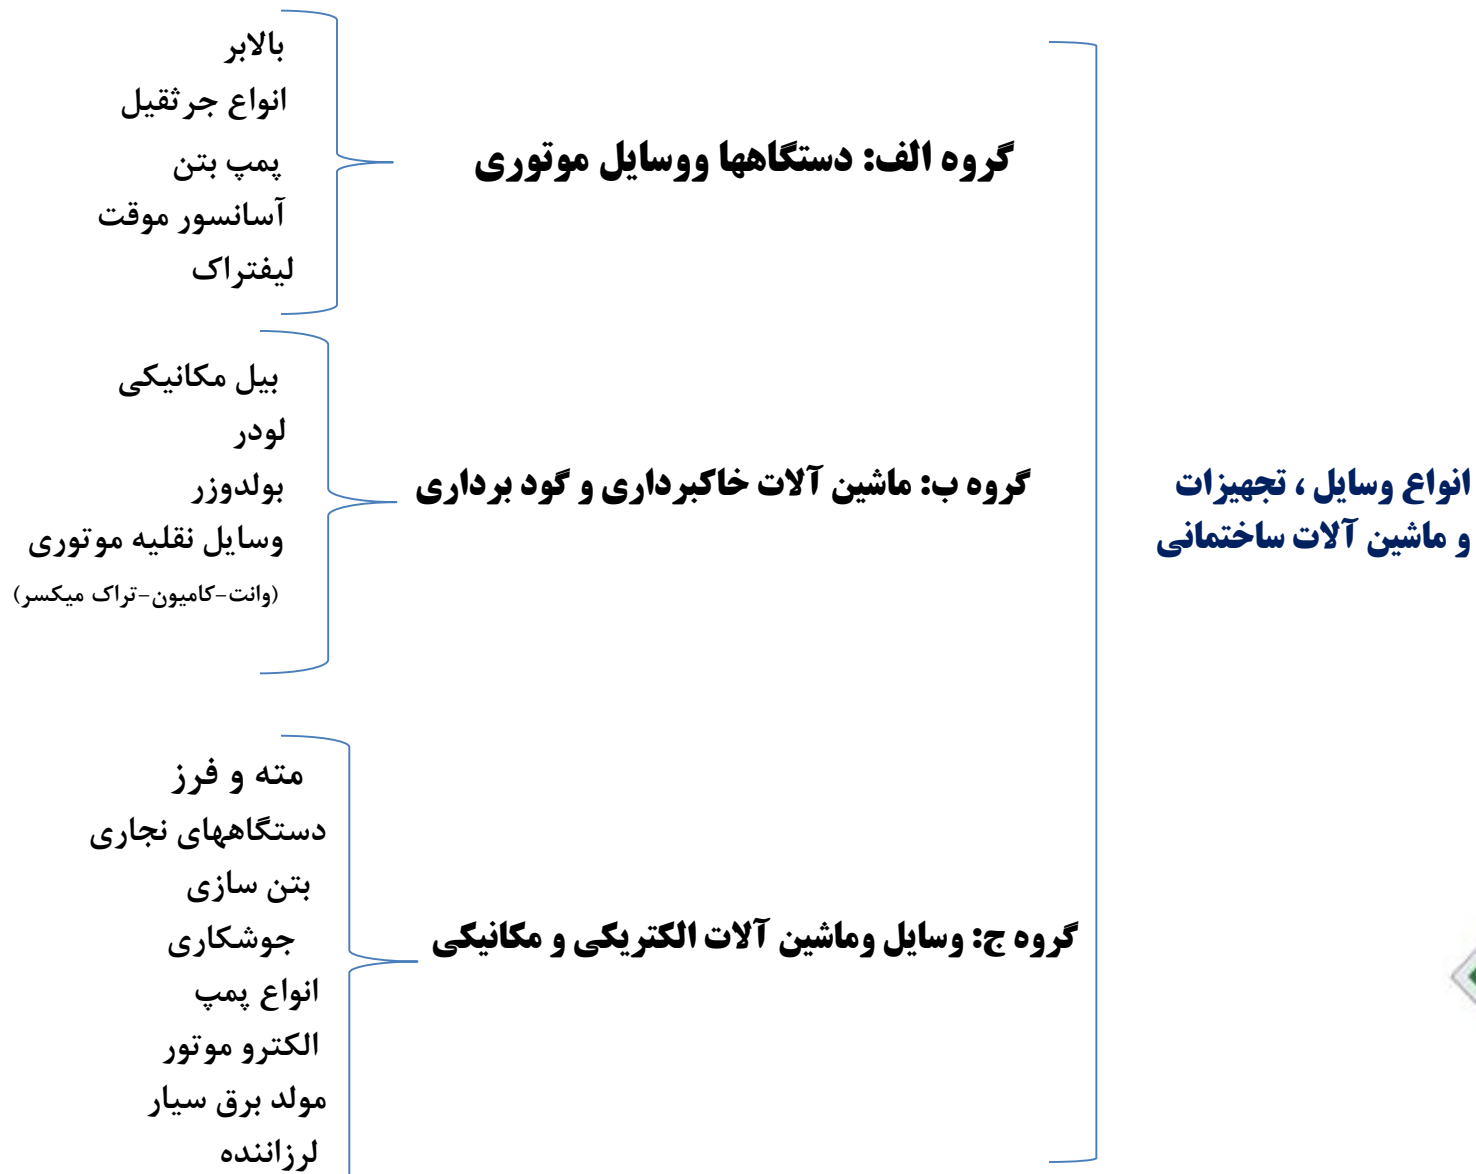 انواع وسایل ، تجهیزات
و ماشین آلات ساختمانی
گروه الف: دستگاهها ووسایل موتوری
بالابر
انواع جرثقیل
پمپ بتن
آسانسور موقت
لیفتراک
گروه ب: ماشین آلات خاکبرداری و گود برداری
بیل مکانیکی
لودر
بولدوزر
وسایل نقلیه موتوری
(وانت-کامیون-تراک میکسر)
گروه ج: وسایل وماشین آلات الکتریکی و مکانیکی
مته و فرز
دستگاههای نجاری
بتن سازی
جوشکاری
انواع پمپ
الکترو موتور
مولد برق سیار
لرزاننده